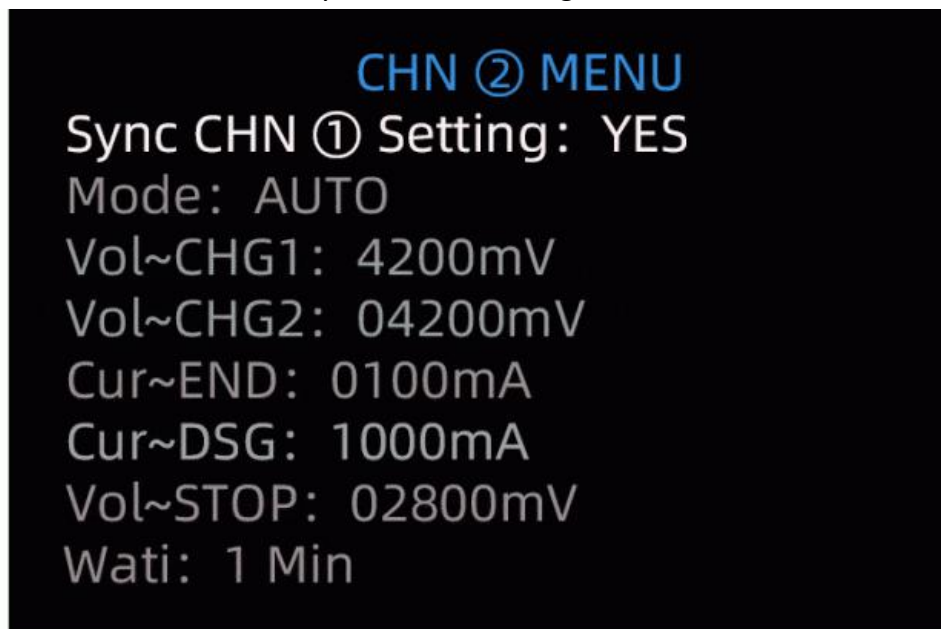 CHN ② MENU
Sync CHN ① Setting： YES
Mode： AUTO
Vol~CHG1： 4200mV
Vol~CHG2： 04200mV
Cur~END： 0100mA
Cur~DSG： 1000mA
Vol~STOP： 02800mV
Wati： 1 Min